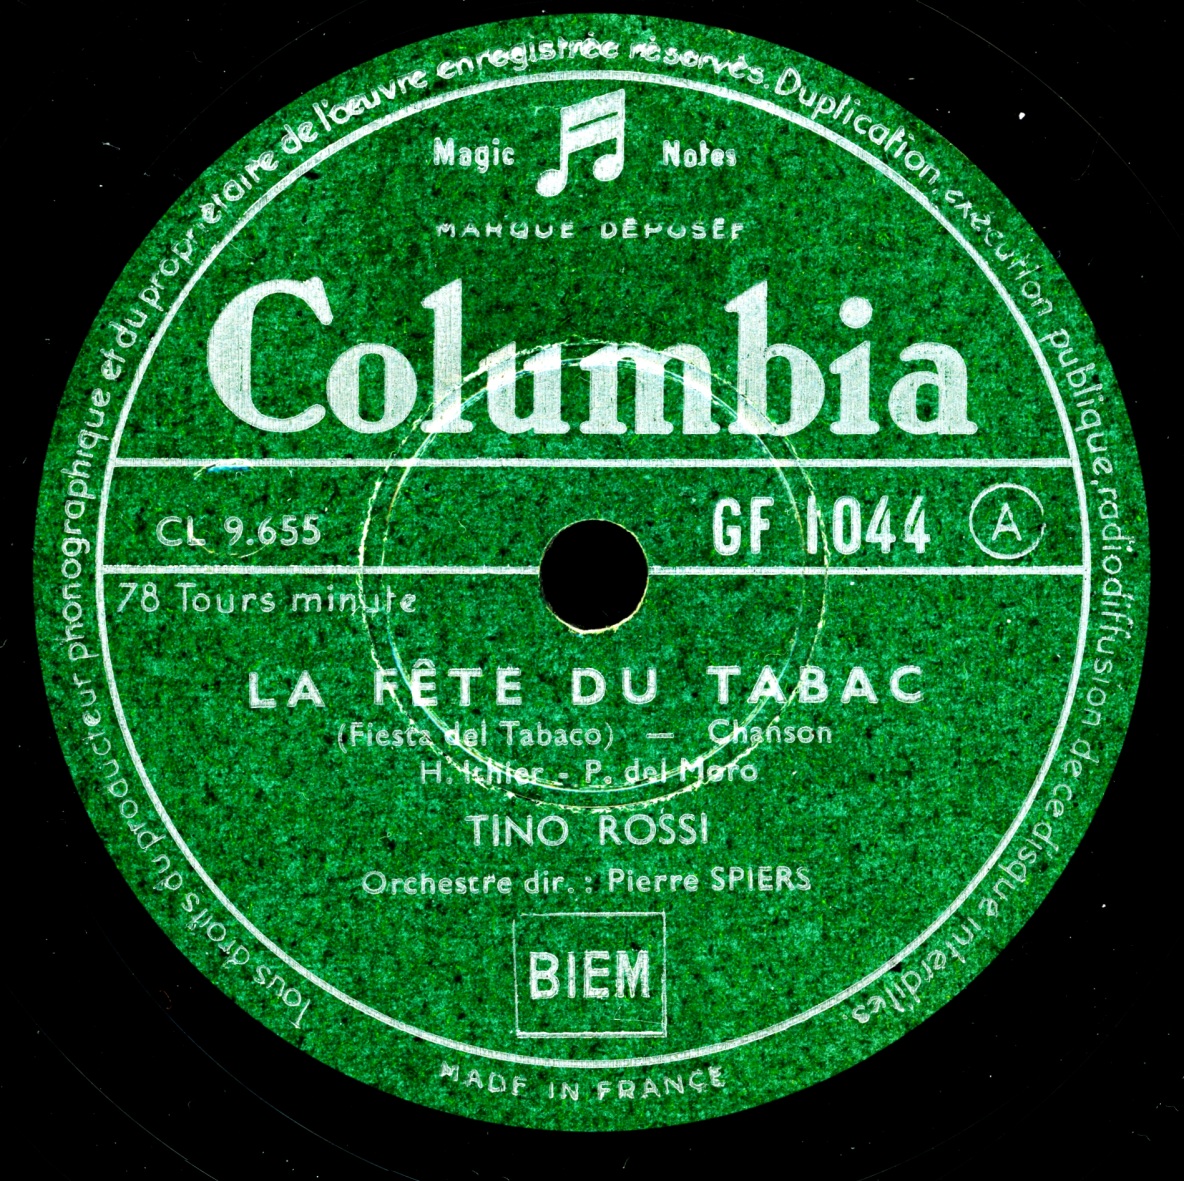 Tous droits du producteur phonographique et du propriétaire de l'œuvre enregistrée réservés. Duplication, exécution publique, radiodiffusion de ce disque interdites.
Magic Notes
MARQUE DÉPOSÉE
Columbia
CL 9.655 GF 1044 A
78 Tours minute
LA FÊTE DU TABAC
(Fiesta del Tabaco) — Chanson
H. Ithier - P. del Moro
TINO ROSSI
Orchestre dir. : Pierre SPIERS
BIEM
MADE IN FRANCE